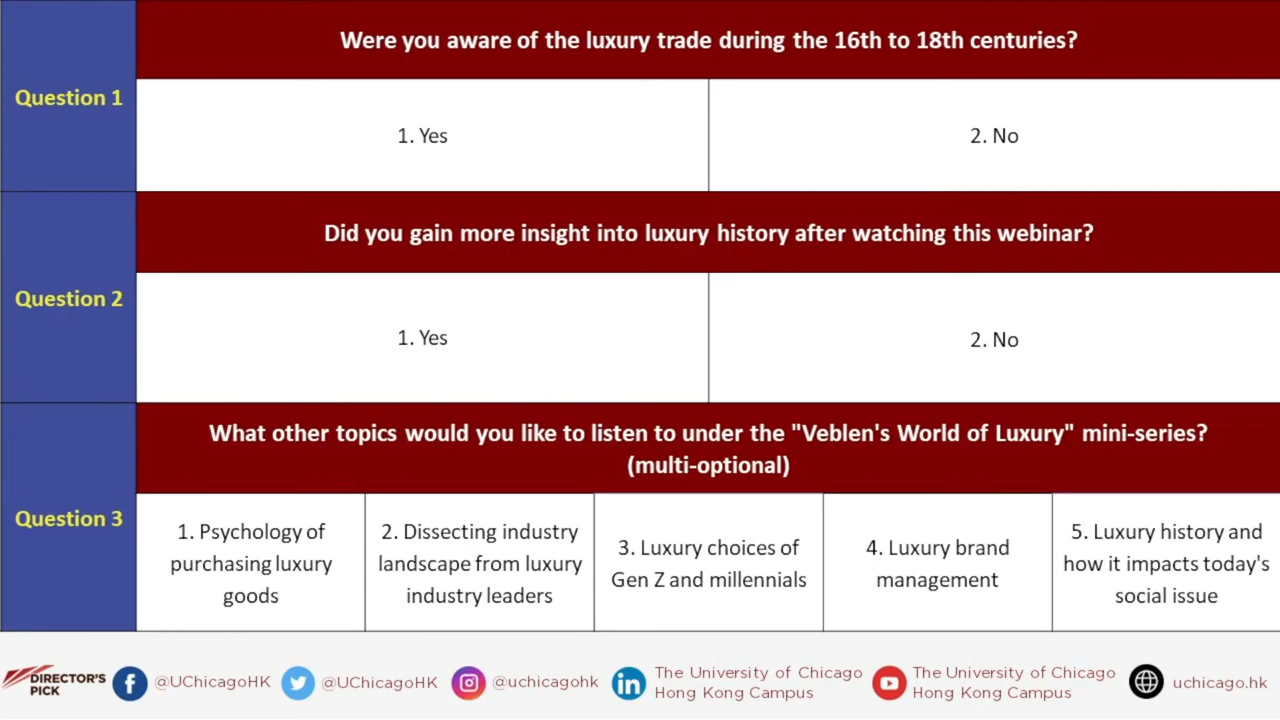 Question 1
Were you aware of the luxury trade during the 16th to 18th centuries?
1. Yes
2. No
Question 2
Did you gain more insight into luxury history after watching this webinar?
1. Yes
2. No
Question 3
What other topics would you like to listen to under the "Veblen's World of Luxury" mini-series?
(multi-optional)
1. Psychology of
purchasing luxury
goods
2. Dissecting industry
landscape from luxury
industry leaders
3. Luxury choices of
Gen Z and millennials
4. Luxury brand
management
5. Luxury history and
how it impacts today's
social issue
DIRECTOR'S
PICK
@UChicagoHK
@UChicagoHK
@uchicagohk
The University of Chicago
Hong Kong Campus
The University of Chicago
Hong Kong Campus
uchicago.hk